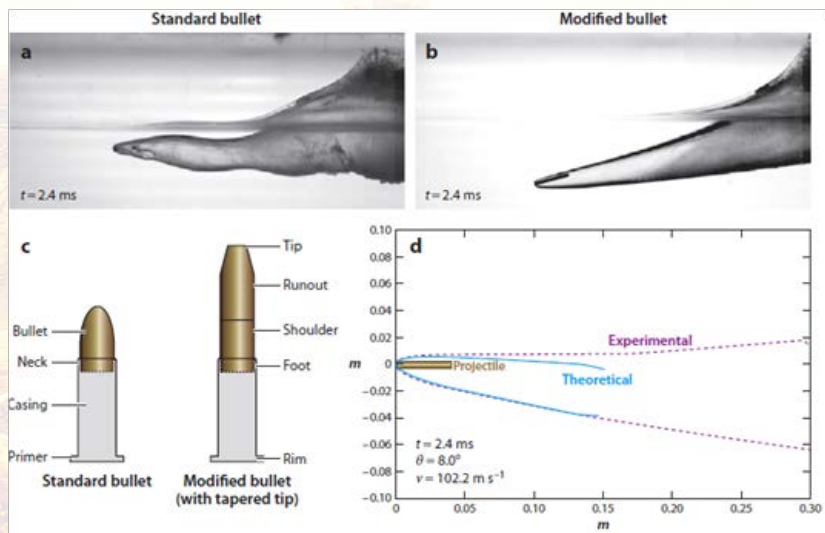 Standard bullet
Modified bullet
a
b
t = 2.4 ms
t = 2.4 ms
c
Bullet
Neck
Casing
Primer
Standard bullet
Tip
Runout
Shoulder
Foot
Rim
Modified bullet
(with tapered tip)
d
0.10
0.08
0.06
0.04
0.02
0
−0.02
−0.04
−0.06
−0.08
−0.10
m
Experimental
Projectile
Theoretical
t = 2.4 ms
θ = 8.0°
v = 102.2 m s⁻¹
0
0.05
0.10
0.15
0.20
0.25
0.30
m